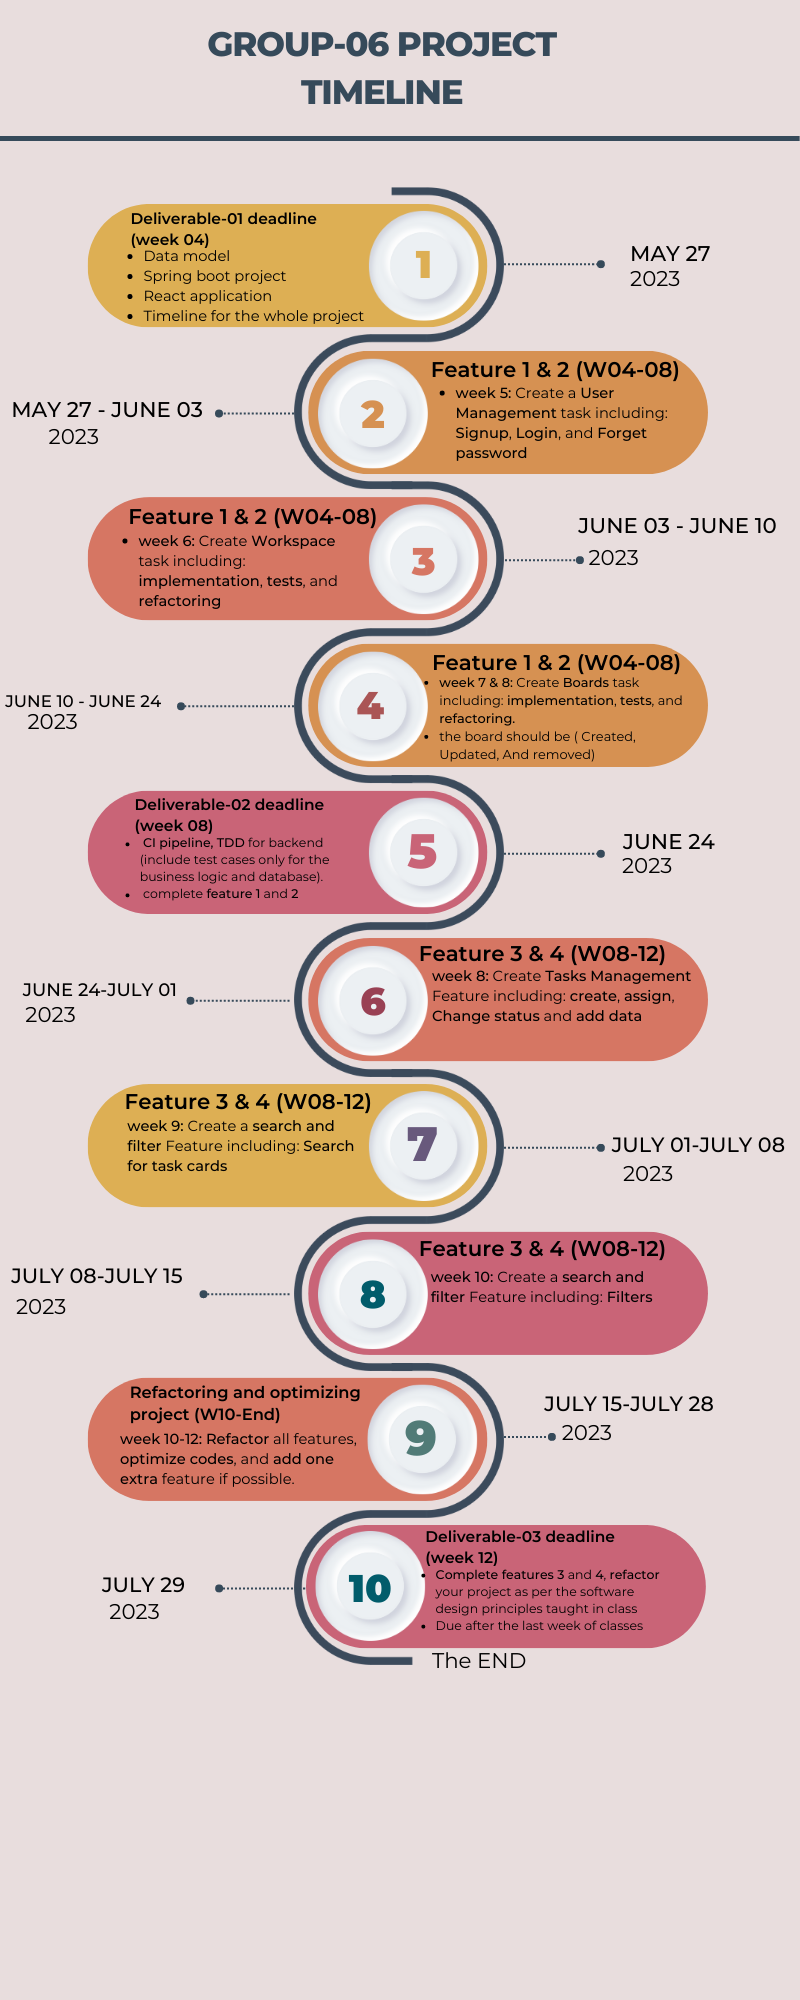 GROUP-06 PROJECT
TIMELINE
Deliverable-01 deadline
(week 04)
• Data model
• Spring boot project
• React application
• Timeline for the whole project
1
MAY 27
2023
MAY 27 - JUNE 03
2023
2
Feature 1 & 2 (W04-08)
• week 5: Create a User
Management task including:
Signup, Login, and Forget
password
Feature 1 & 2 (W04-08)
• week 6: Create Workspace
task including:
implementation, tests, and
refactoring
3
JUNE 03 - JUNE 10
2023
JUNE 10 - JUNE 24
2023
4
Feature 1 & 2 (W04-08)
• week 7 & 8: Create Boards task
including: implementation, tests, and
refactoring.
• the board should be ( Created,
Updated, And removed)
Deliverable-02 deadline
(week 08)
• CI pipeline, TDD for backend
(include test cases only for the
business logic and database).
• complete feature 1 and 2
5
JUNE 24
2023
JUNE 24-JULY 01
2023
6
Feature 3 & 4 (W08-12)
week 8: Create Tasks Management
Feature including: create, assign,
Change status and add data
Feature 3 & 4 (W08-12)
week 9: Create a search and
filter Feature including: Search
for task cards
7
JULY 01-JULY 08
2023
JULY 08-JULY 15
2023
8
Feature 3 & 4 (W08-12)
week 10: Create a search and
filter Feature including: Filters
Refactoring and optimizing
project (W10-End)
week 10-12: Refactor all features,
optimize codes, and add one
extra feature if possible.
9
JULY 15-JULY 28
2023
JULY 29
2023
10
Deliverable-03 deadline
(week 12)
• Complete features 3 and 4, refactor
your project as per the software
design principles taught in class
• Due after the last week of classes
The END